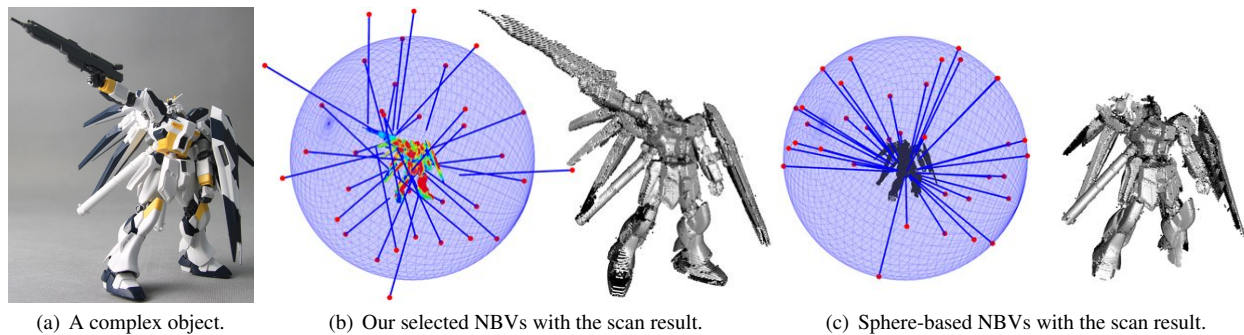 (a) A complex object.
(b) Our selected NBVs with the scan result.
(c) Sphere-based NBVs with the scan result.